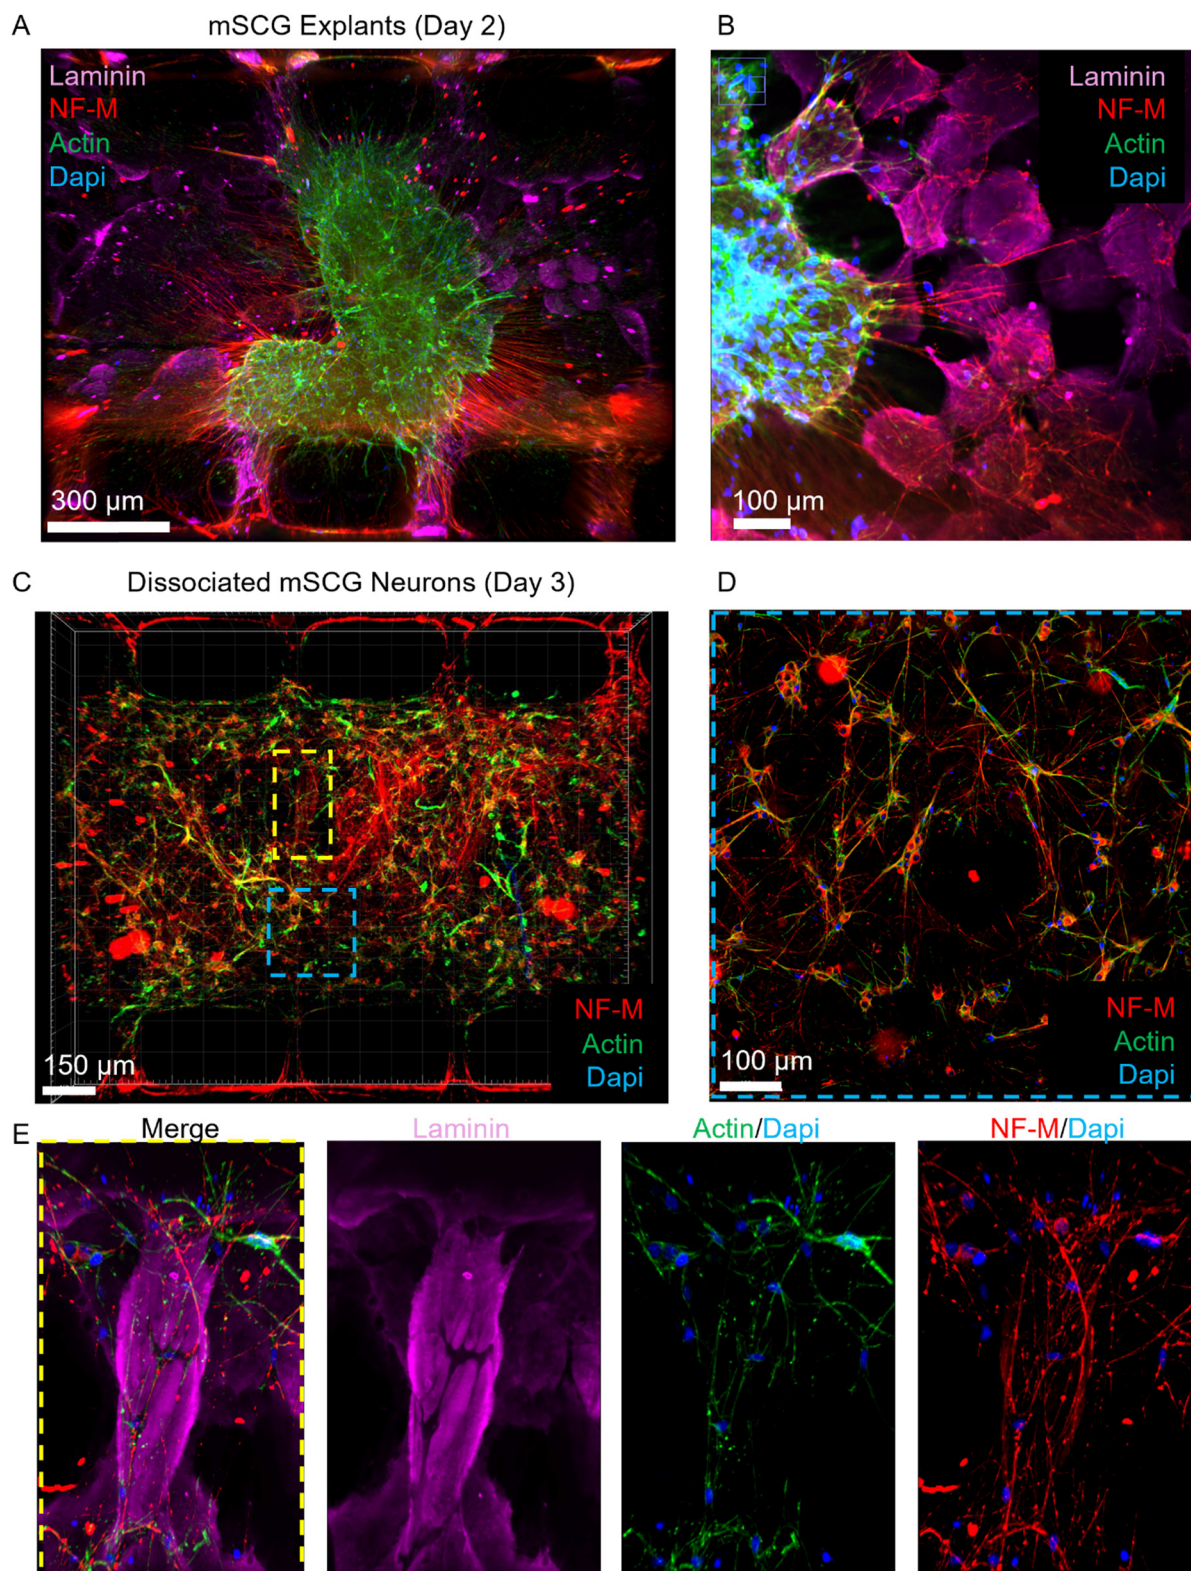 A
mSCG Explants (Day 2)
Laminin
NF-M
Actin
Dapi
300 µm
B
Laminin
NF-M
Actin
Dapi
100 µm
C
Dissociated mSCG Neurons (Day 3)
NF-M
Actin
Dapi
150 µm
D
NF-M
Actin
Dapi
100 µm
E
Merge
Laminin
Actin/Dapi
NF-M/Dapi